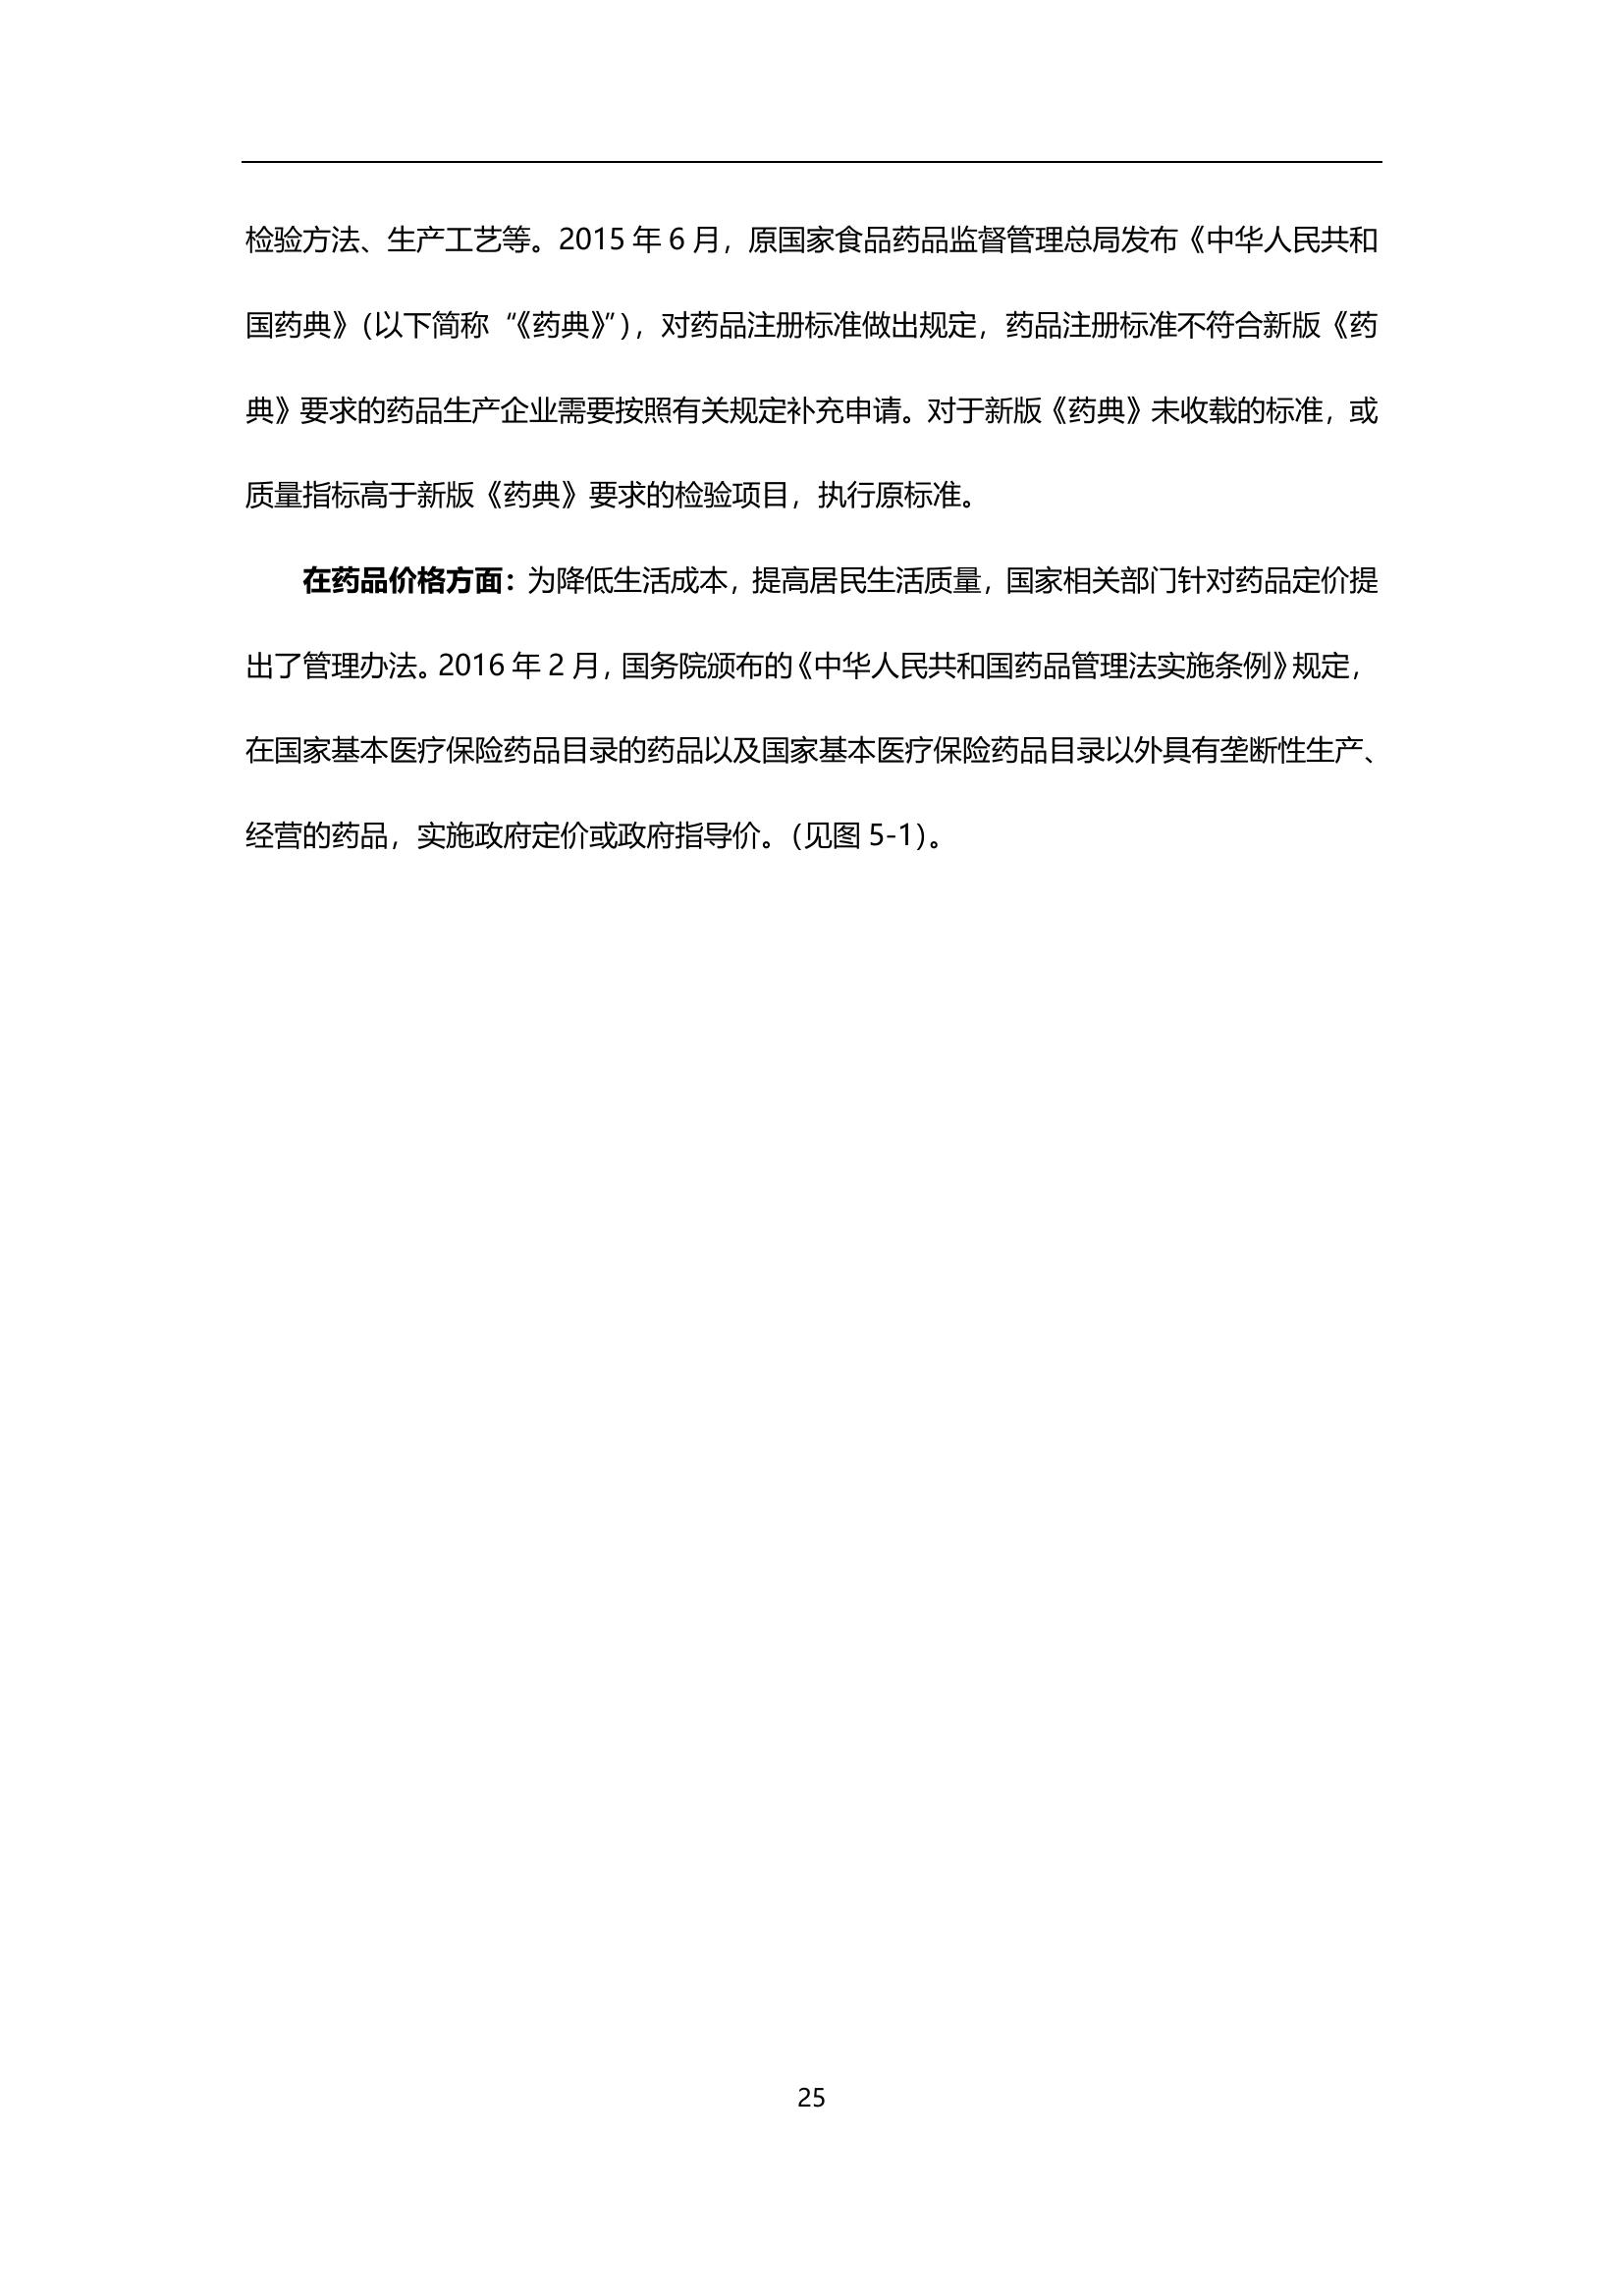 检验方法、生产工艺等。2015 年 6 月，原国家食品药品监督管理总局发布《中华人民共和
国药典》（以下简称“《药典》”），对药品注册标准做出规定，药品注册标准不符合新版《药
典》要求的药品生产企业需要按照有关规定补充申请。对于新版《药典》未收载的标准，或
质量指标高于新版《药典》要求的检验项目，执行原标准。
在药品价格方面：为降低生活成本，提高居民生活质量，国家相关部门针对药品定价提
出了管理办法。2016 年 2 月，国务院颁布的《中华人民共和国药品管理法实施条例》规定，
在国家基本医疗保险药品目录的药品以及国家基本医疗保险药品目录以外具有垄断性生产、
经营的药品，实施政府定价或政府指导价。（见图 5-1）。
25